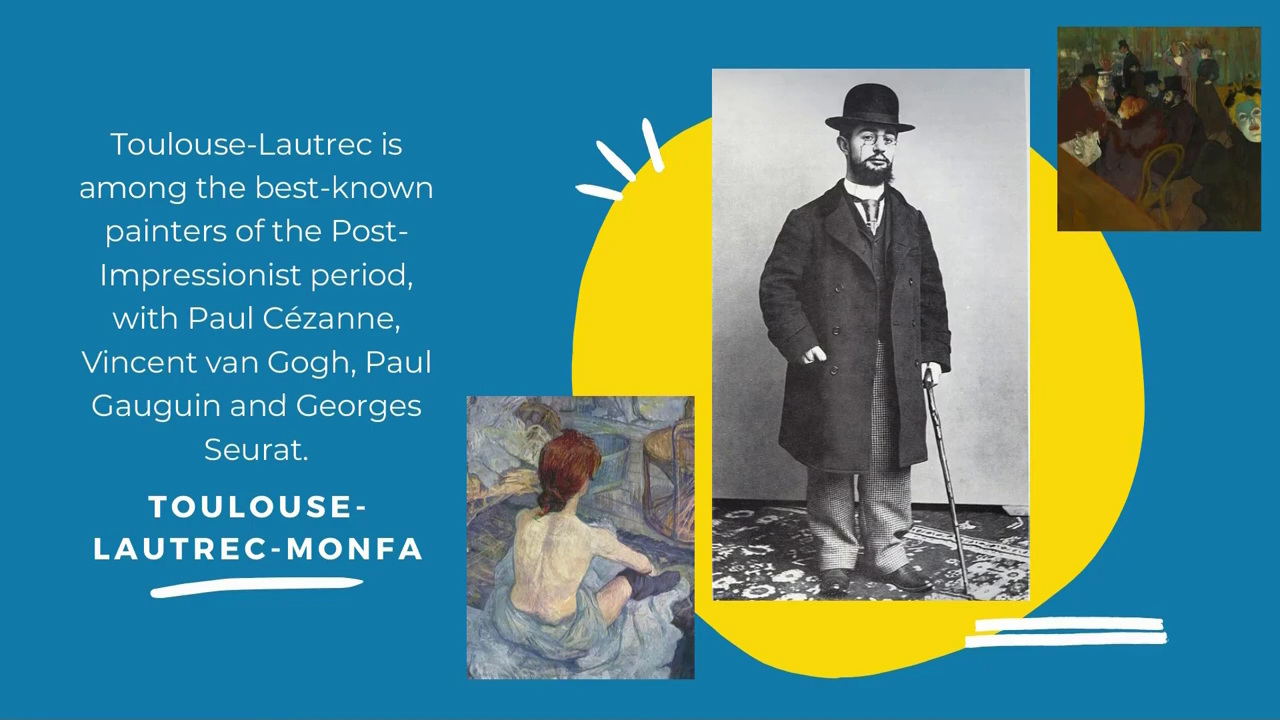 Toulouse-Lautrec is
among the best-known
painters of the Post-
Impressionist period,
with Paul Cézanne,
Vincent van Gogh, Paul
Gauguin and Georges
Seurat.
TOULOUSE-
LAUTREC-MONFA